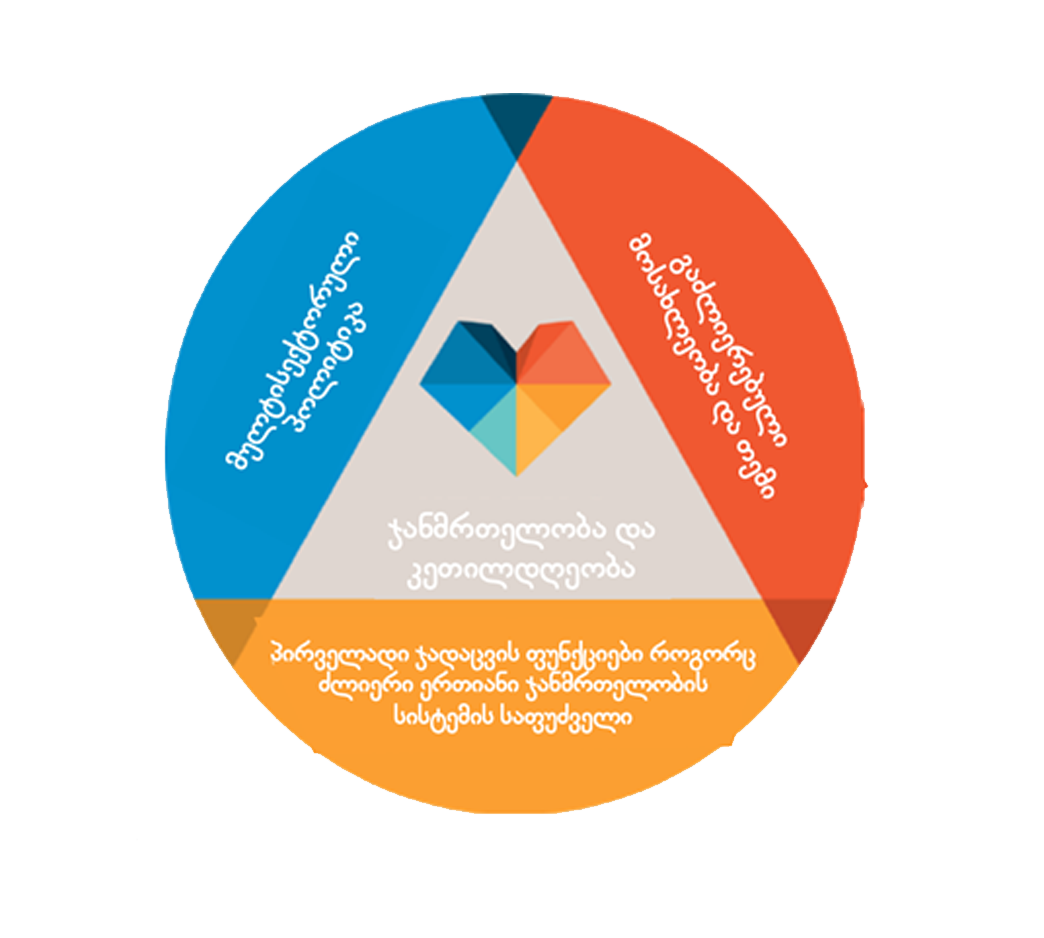 მულტისექტორული
პოლიტიკა
გაძლიერებული
მოსახლეობა და თემი
ჯანმრთელობა და
კეთილდღეობა
პირველადი ჯადაცვის ფუნქციები როგორც
ძლიერი ერთიანი ჯანმრთელობის
სისტემის საფუძველი